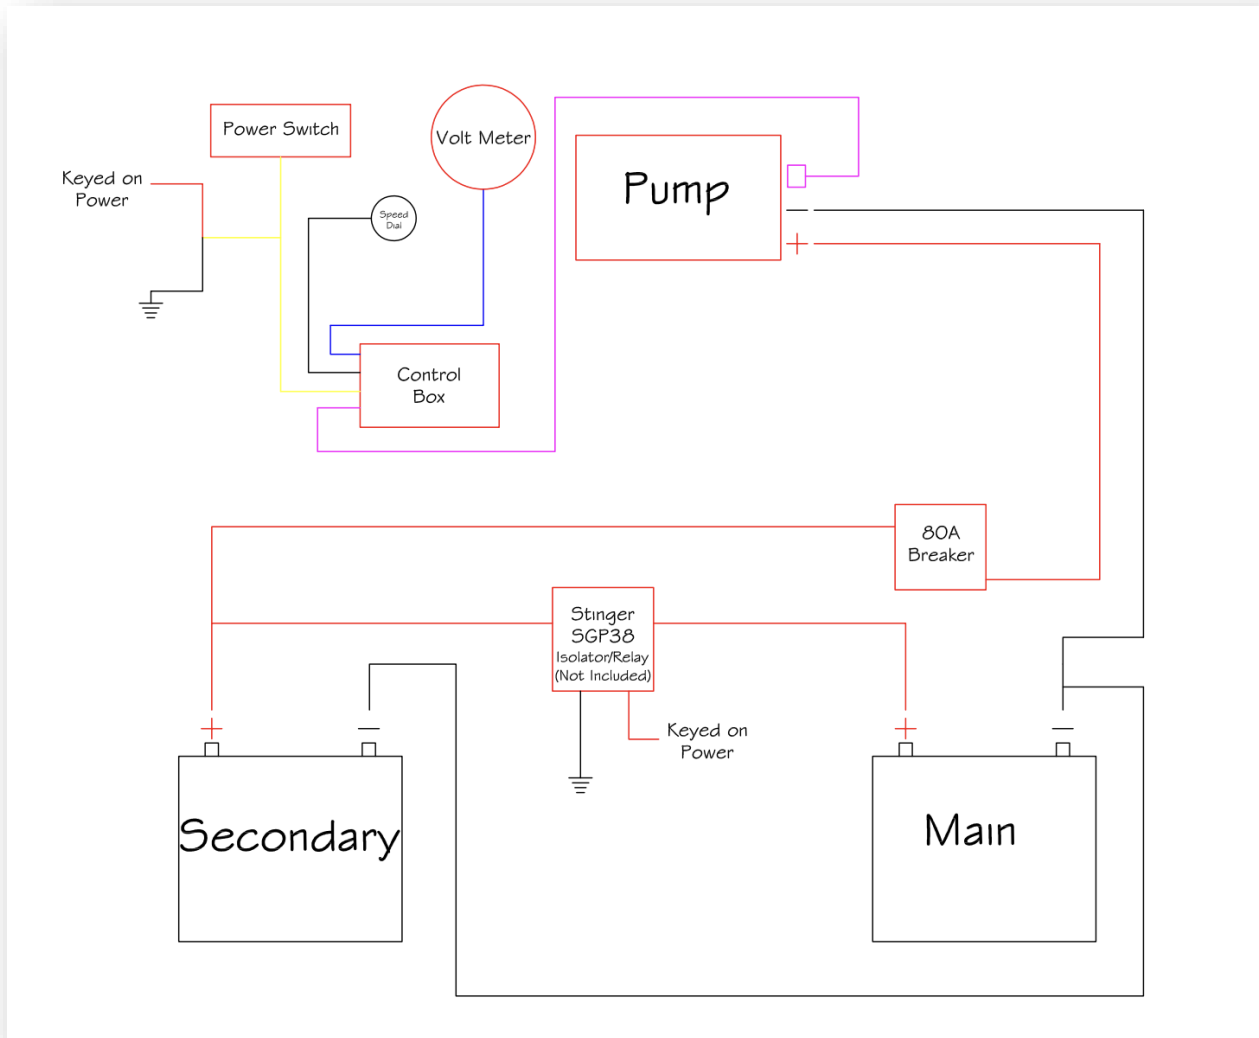 Power Switch
Volt Meter
Keyed on
Power
Speed
Dial
Pump
Control
Box
80A
Breaker
Stinger
SGP38
Isolator/Relay
(Not Included)
Keyed on
Power
Secondary
Main